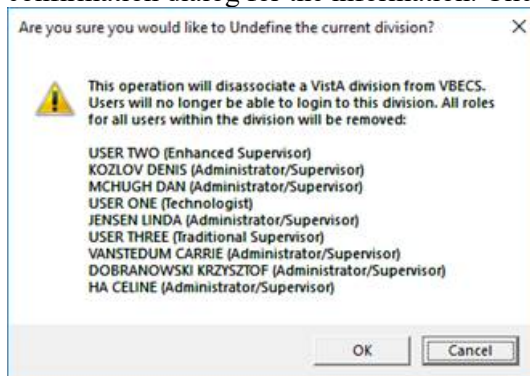 Are you sure you would like to Undefine the current division?
This operation will disassociate a VistA division from VBECS.
Users will no longer be able to login to this division. All roles
for all users within the division will be removed:
USER TWO (Enhanced Supervisor)
KOZLOV DENIS (Administrator/Supervisor)
MCHUGH DAN (Administrator/Supervisor)
USER ONE (Technologist)
JENSEN LINDA (Administrator/Supervisor)
USER THREE (Traditional Supervisor)
VANSTEDUM CARRIE (Administrator/Supervisor)
DOBRANOWSKI KRZYSZTOF (Administrator/Supervisor)
HA CELINE (Administrator/Supervisor)
OK
Cancel